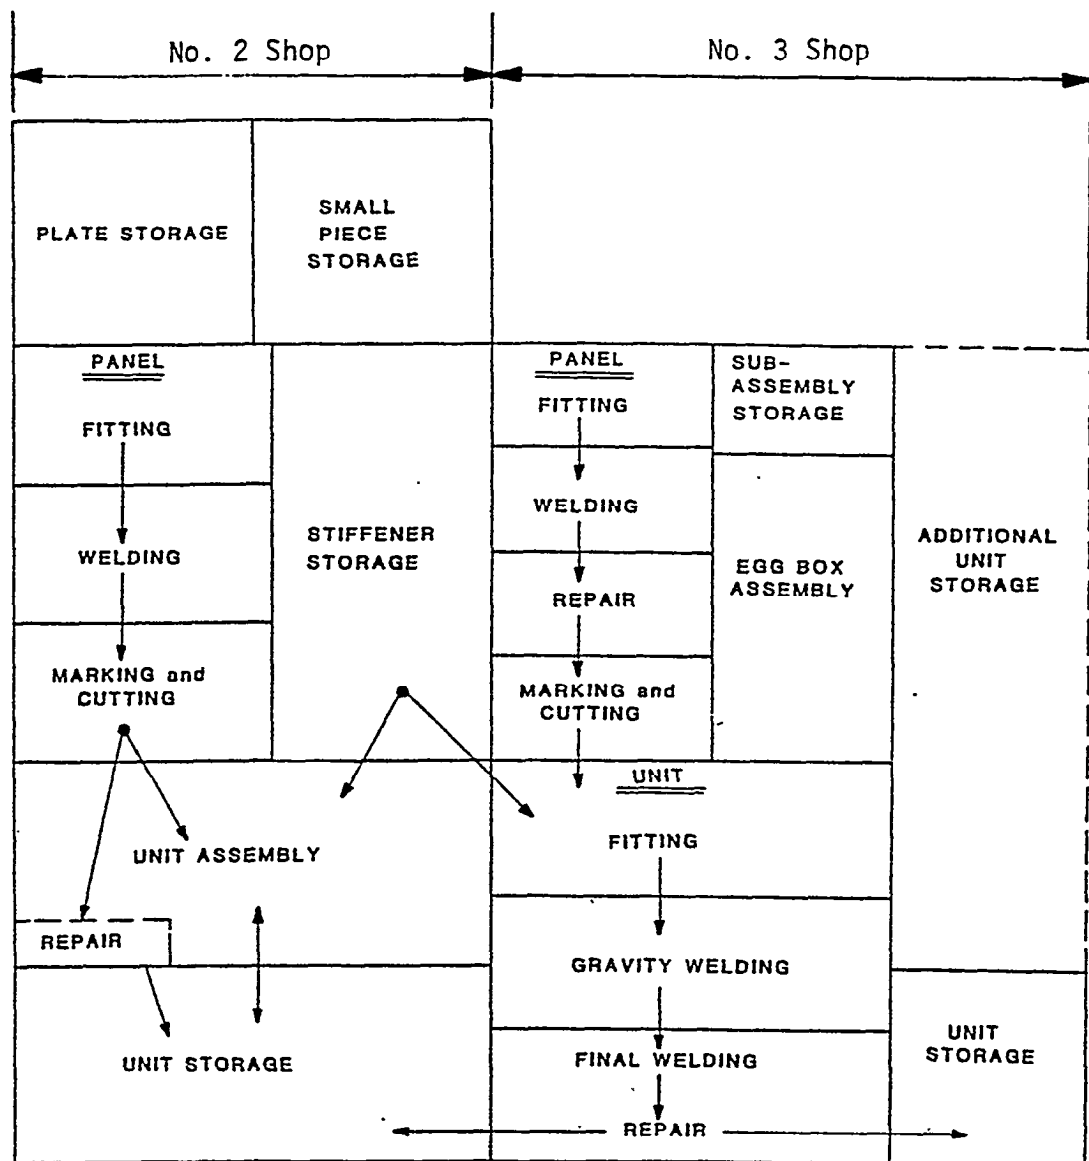 No. 2 Shop
No. 3 Shop
PLATE STORAGE
SMALL
PIECE
STORAGE
PANEL
FITTING
WELDING
MARKING and
CUTTING
STIFFENER
STORAGE
UNIT ASSEMBLY
REPAIR
UNIT STORAGE
PANEL
FITTING
WELDING
REPAIR
MARKING and
CUTTING
SUB-
ASSEMBLY
STORAGE
EGG BOX
ASSEMBLY
ADDITIONAL
UNIT
STORAGE
UNIT
FITTING
GRAVITY WELDING
FINAL WELDING
REPAIR
UNIT
STORAGE